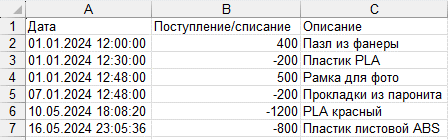 A B C
1 Дата Поступление/списание Описание
2 01.01.2024 12:00:00 400 Пазл из фанеры
3 01.01.2024 12:30:00 -200 Пластик PLA
4 01.01.2024 12:48:00 500 Рамка для фото
5 07.01.2024 12:48:00 -200 Прокладки из паронита
6 10.05.2024 18:08:20 -1200 PLA красный
7 16.05.2024 23:05:36 -800 Пластик листовой ABS